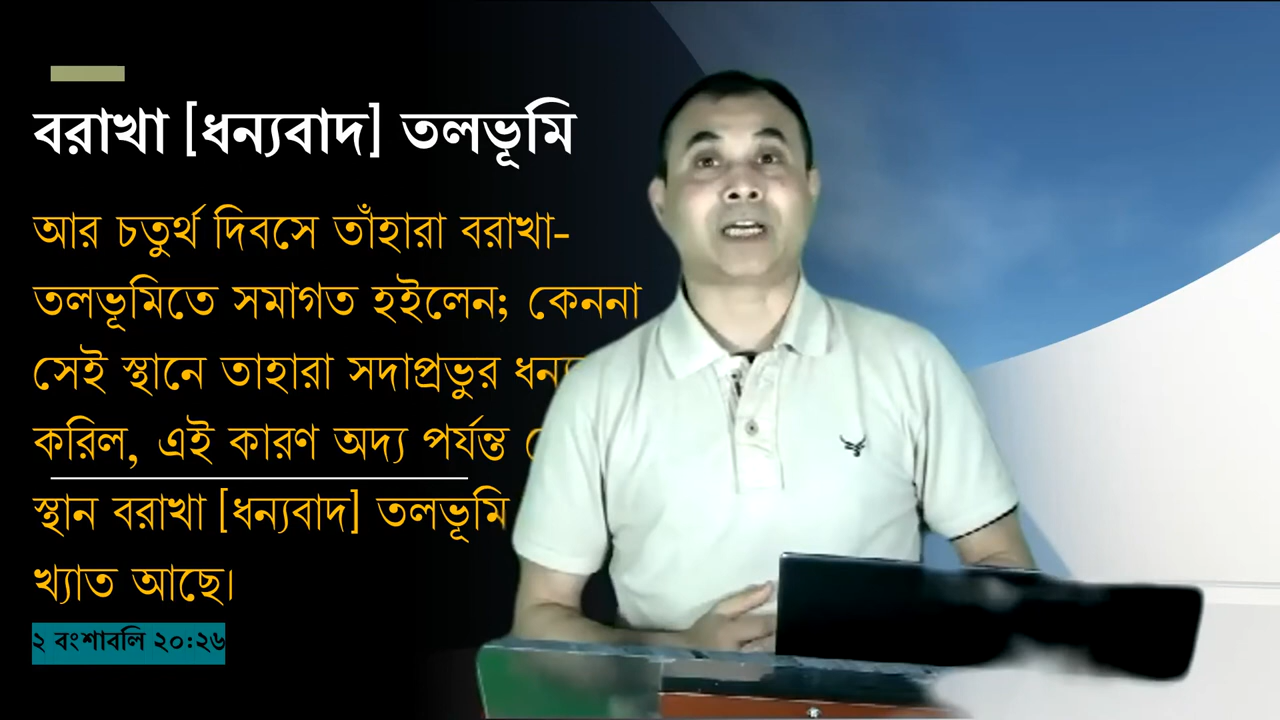 বরাখা [ধন্যবাদ] তলভূমি
আর চতুর্থ দিবসে তাঁহারা বরাখা-
তলভূমিতে সমাগত হইলেন; কেননা
সেই স্থানে তাহারা সদাপ্রভুর
করিল, এই কারণ অদ্য পর্যন্ত
স্থান বরাখা [ধন্যবাদ] তলভূমি
খ্যাত আছে।
২ বংশাবলি ২০:২৬